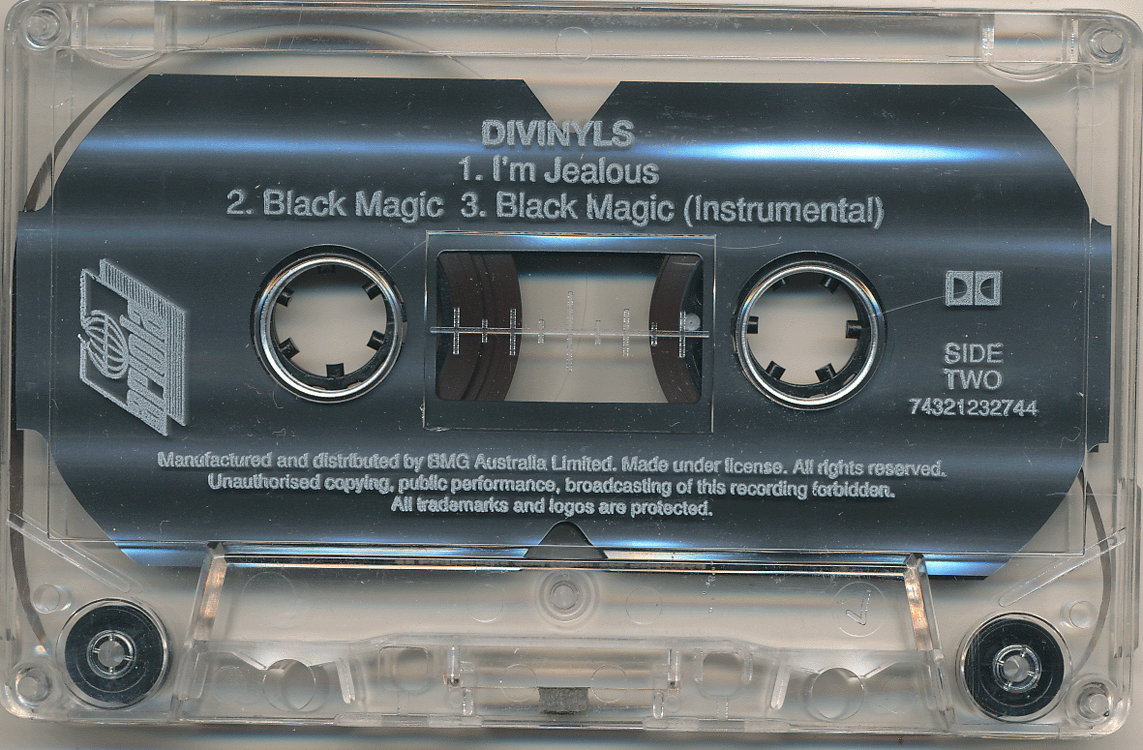 DIVINYLS
1. I'm Jealous
2. Black Magic 3. Black Magic (Instrumental)
ariola
SIDE
TWO
74321232744
Manufactured and distributed by BMG Australia Limited. Made under license. All rights reserved.
Unauthorised copying, public performance, broadcasting of this recording forbidden.
All trademarks and logos are protected.